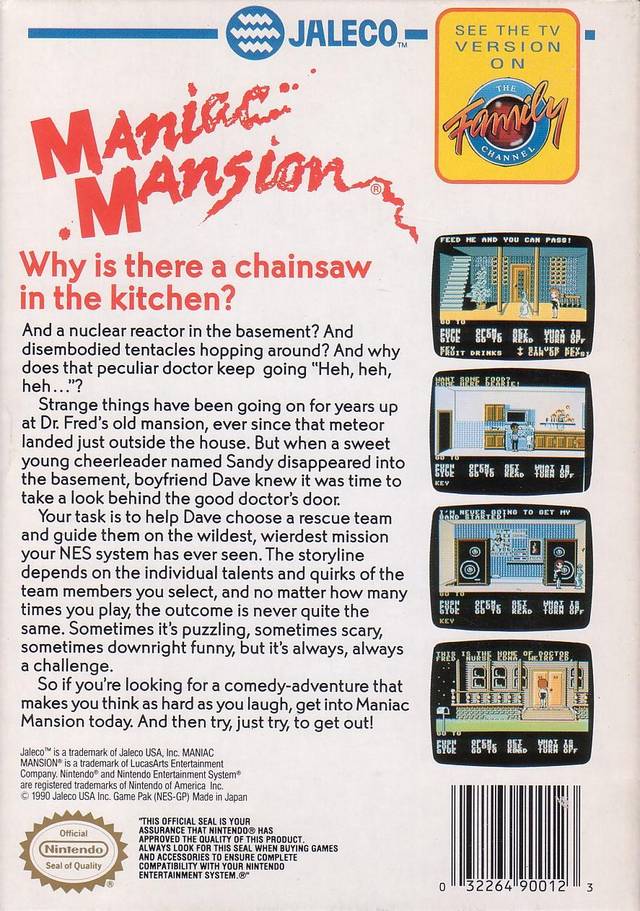 JALECO™
SEE THE TV
VERSION
ON
THE
Family
CHANNEL
Maniac
Mansion®
Why is there a chainsaw
in the kitchen?
And a nuclear reactor in the basement? And
disembodied tentacles hopping around? And why
does that peculiar doctor keep going "Heh, heh,
heh..."?
Strange things have been going on for years up
at Dr. Fred's old mansion, ever since that meteor
landed just outside the house. But when a sweet
young cheerleader named Sandy disappeared into
the basement, boyfriend Dave knew it was time to
take a look behind the good doctor's door.
Your task is to help Dave choose a rescue team
and guide them on the wildest, wierdest mission
your NES system has ever seen. The storyline
depends on the individual talents and quirks of the
team members you select, and no matter how many
times you play, the outcome is never quite the
same. Sometimes it's puzzling, sometimes scary,
sometimes downright funny, but it's always, always
a challenge.
So if you're looking for a comedy-adventure that
makes you think as hard as you laugh, get into Maniac
Mansion today. And then try, just try, to get out!
FEED ME AND YOU CAN PASS!
GO TO
PUSH OPEN GET WHAT IS
GIVE GO TO READ TURN OFF
WANT SOME FOOD?
GO TO
PUSH OPEN GET WHAT IS
GIVE GO TO READ TURN OFF
KEY
I'M NEVER GOING TO GET MY
BAND STARTED!
GO TO
PUSH OPEN GET WHAT IS
GIVE GO TO READ TURN OFF
KEY
THIS IS THE HOME OF DOCTOR
FRED, NURSE EDNA, WEIRD ED,
GO TO
PUSH OPEN GET WHAT IS
GIVE GO TO READ TURN OFF
Jaleco™ is a trademark of Jaleco USA, Inc. MANIAC
MANSION® is a trademark of LucasArts Entertainment
Company. Nintendo® and Nintendo Entertainment System®
are registered trademarks of Nintendo of America Inc.
© 1990 Jaleco USA Inc. Game Pak (NES-GP) Made in Japan
Official
Nintendo
Seal of Quality
®
"THIS OFFICIAL SEAL IS YOUR
ASSURANCE THAT NINTENDO® HAS
APPROVED THE QUALITY OF THIS PRODUCT.
ALWAYS LOOK FOR THIS SEAL WHEN BUYING GAMES
AND ACCESSORIES TO ENSURE COMPLETE
COMPATIBILITY WITH YOUR NINTENDO
ENTERTAINMENT SYSTEM.®"
0 32264 90012 3